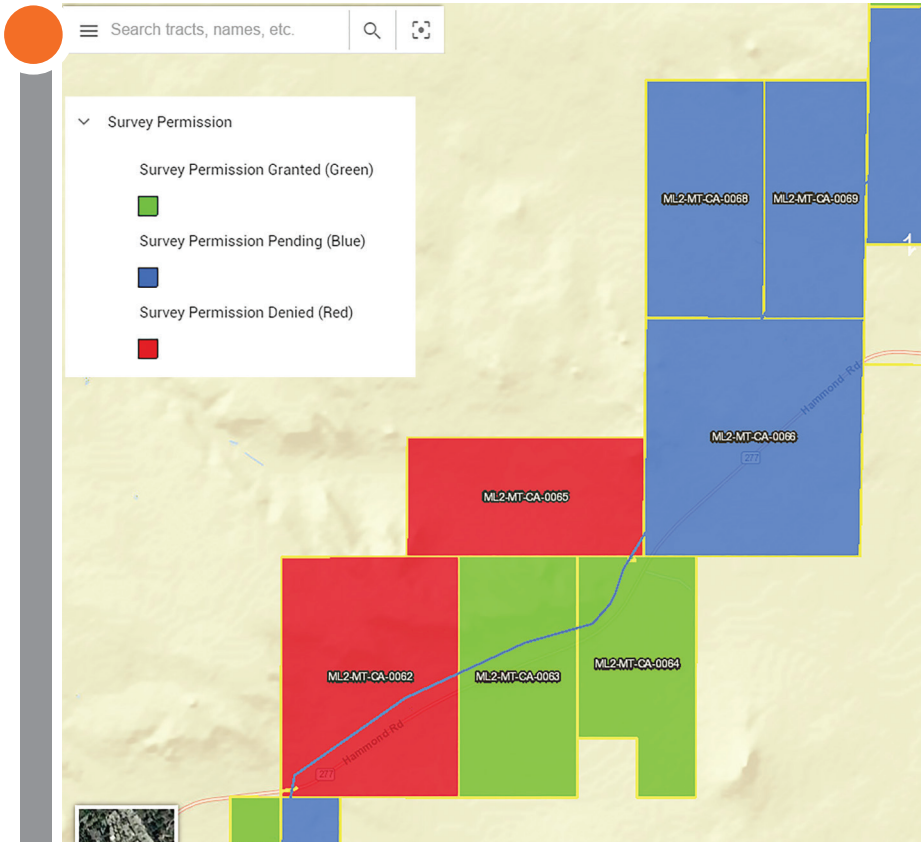 Search tracts, names, etc.
Survey Permission
Survey Permission Granted (Green)
Survey Permission Pending (Blue)
Survey Permission Denied (Red)
ML2-MT-CA-0068
ML2-MT-CA-0069
Hammond Rd
ML2-MT-CA-0066
277
ML2-MT-CA-0065
ML2-MT-CA-0064
ML2-MT-CA-0062
ML2-MT-CA-0063
Hammond Rd
277